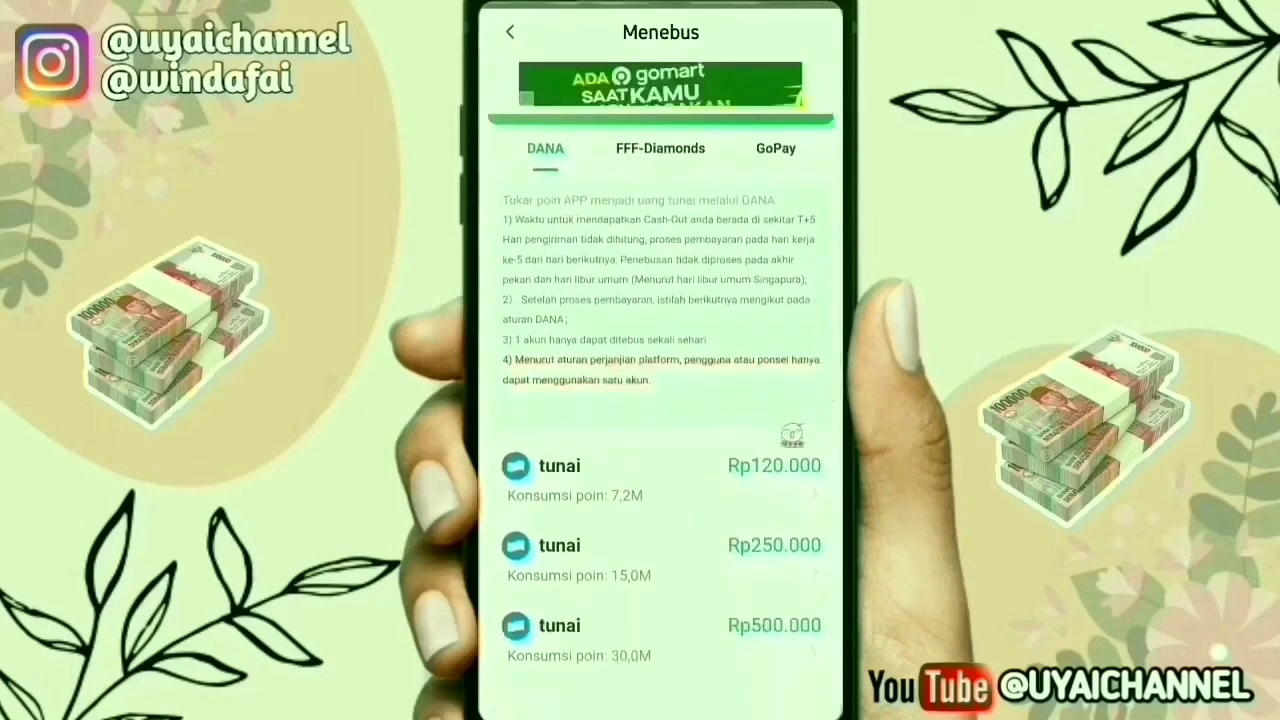 @uyaichannel
@windafai
Menebus
ADA gomart
SAAT KAMU
DANA
FFF-Diamonds
GoPay
Tukar poin APP menjadi uang tunai melalui DANA
1) Waktu untuk mendapatkan Cash-Out anda berada di sekitar T+5
Hari pengiriman tidak dihitung, proses pembayaran pada hari kerja
ke-5 dari hari berikutnya; Penebusan tidak diproses pada akhir
pekan dan hari libur umum (Menurut hari libur umum Singapura);
2) Setelah proses pembayaran, istilah berikutnya mengikut pada
aturan DANA;
3) 1 akun hanya dapat ditebus sekali sehari
4) Menurut aturan perjanjian platform, pengguna atau ponsel hanya
dapat menggunakan satu akun.
tunai Rp120.000
Konsumsi poin: 7,2M
tunai Rp250.000
Konsumsi poin: 15,0M
tunai Rp500.000
Konsumsi poin: 30,0M
100000
100000
100000
YouTube @UYAICHANNEL